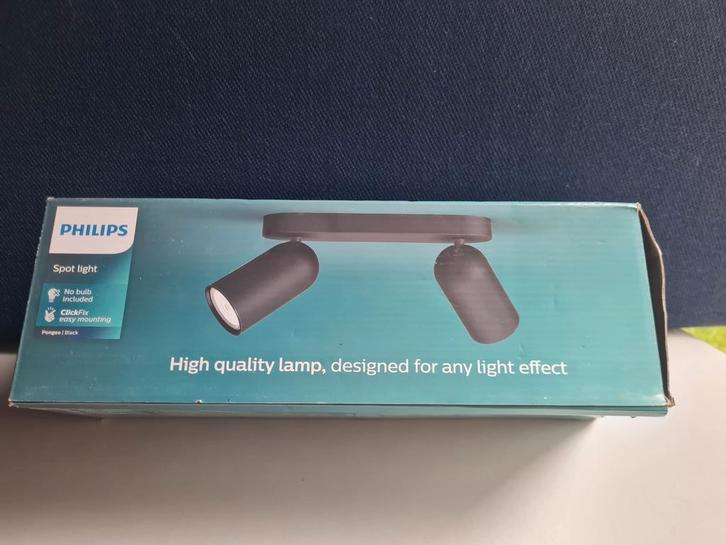 PHILIPS
Spot light
No bulb
included
ClickFix
easy mounting
Pongee | Black
High quality lamp, designed for any light effect